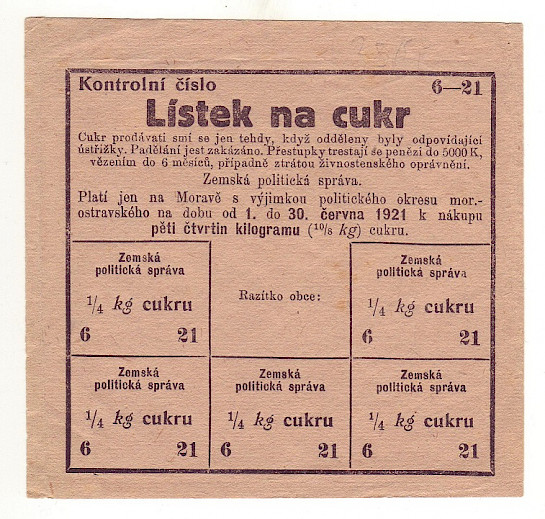 Kontrolní číslo 6—21
Lístek na cukr
Cukr prodávati smí se jen tehdy, když odděleny byly odpovídající
ústřižky. Padělání jest zakázáno. Přestupky trestají se penězi do 5000 K,
vězením do 6 měsíců, případně ztrátou živnostenského oprávnění.
Zemská politická správa.
Platí jen na Moravě s výjimkou politického okresu mor.-
ostravského na dobu od 1. do 30. června 1921 k nákupu
pěti čtvrtin kilogramu (¹⁰/₈ kg) cukru.
Zemská
politická správa
¹/₄ kg cukru
6 21
Razítko obce:
Zemská
politická správa
¹/₄ kg cukru
6 21
Zemská
politická správa
¹/₄ kg cukru
6 21
Zemská
politická správa
¹/₄ kg cukru
6 21
Zemská
politická správa
¹/₄ kg cukru
6 21